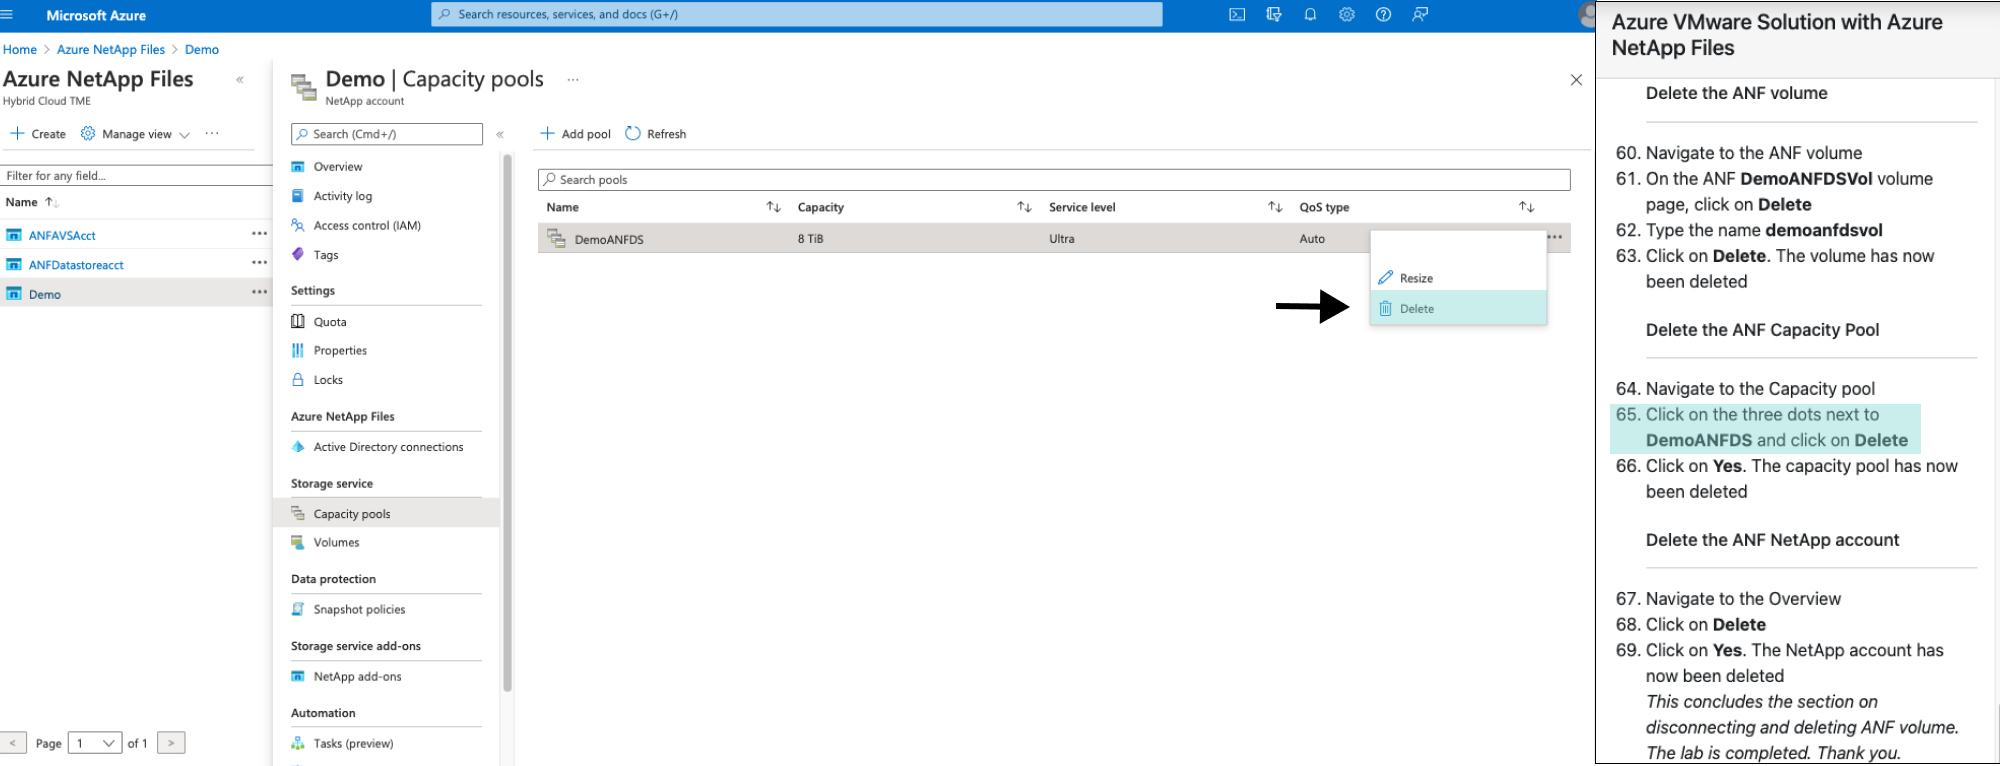 Microsoft Azure
Search resources, services, and docs (G+/)
Home > Azure NetApp Files > Demo
Azure NetApp Files
Hybrid Cloud TME
Create
Manage view
Filter for any field...
Name
ANFAVSAcct
ANFDatastoreacct
Demo
Page 1 of 1
Demo | Capacity pools
NetApp account
Search (Cmd+/)
Overview
Activity log
Access control (IAM)
Tags
Settings
Quota
Properties
Locks
Azure NetApp Files
Active Directory connections
Storage service
Capacity pools
Volumes
Data protection
Snapshot policies
Storage service add-ons
NetApp add-ons
Automation
Tasks (preview)
Add pool
Refresh
Search pools
Name Capacity Service level QoS type
DemoANFDS 8 TiB Ultra Auto
Resize
Delete
Azure VMware Solution with Azure
NetApp Files
Delete the ANF volume
60. Navigate to the ANF volume
61. On the ANF DemoANFDSVol volume
page, click on Delete
62. Type the name demoanfdsvol
63. Click on Delete. The volume has now
been deleted
Delete the ANF Capacity Pool
64. Navigate to the Capacity pool
65. Click on the three dots next to
DemoANFDS and click on Delete
66. Click on Yes. The capacity pool has now
been deleted
Delete the ANF NetApp account
67. Navigate to the Overview
68. Click on Delete
69. Click on Yes. The NetApp account has
now been deleted
This concludes the section on
disconnecting and deleting ANF volume.
The lab is completed. Thank you.